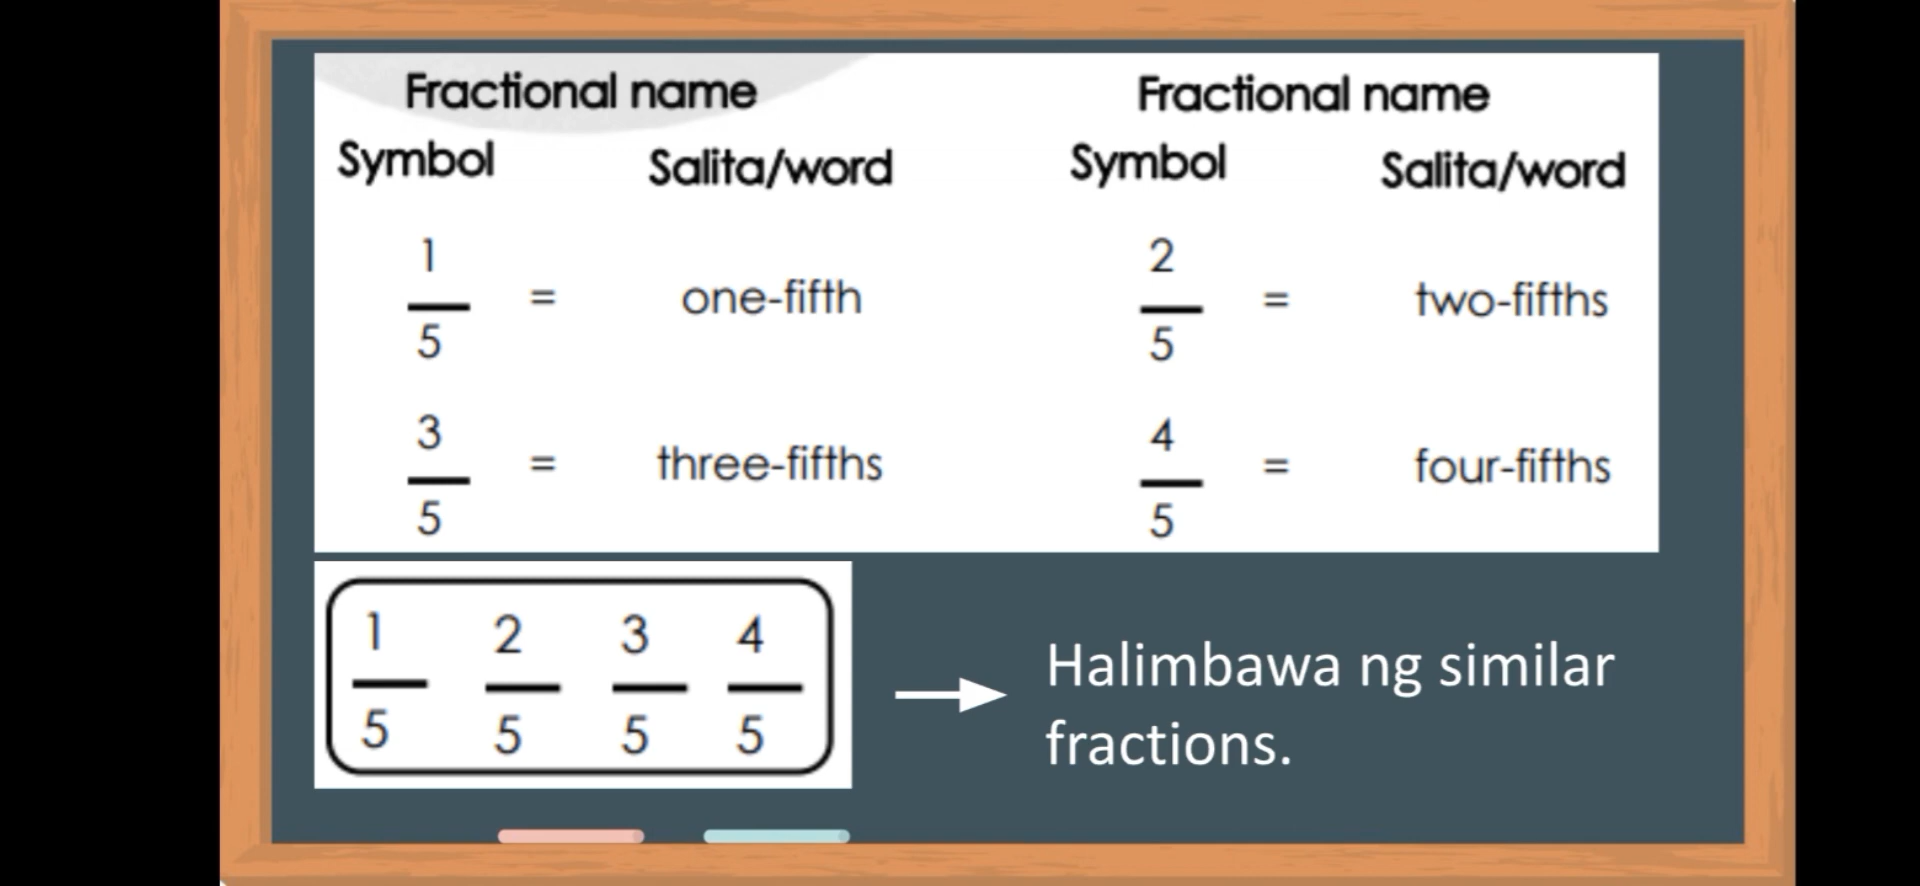 Fractional name
Symbol Salita/word
1
5 = one-fifth
3
5 = three-fifths
Fractional name
Symbol Salita/word
2
5 = two-fifths
4
5 = four-fifths
1 2 3 4
5 5 5 5
Halimbawa ng similar
fractions.